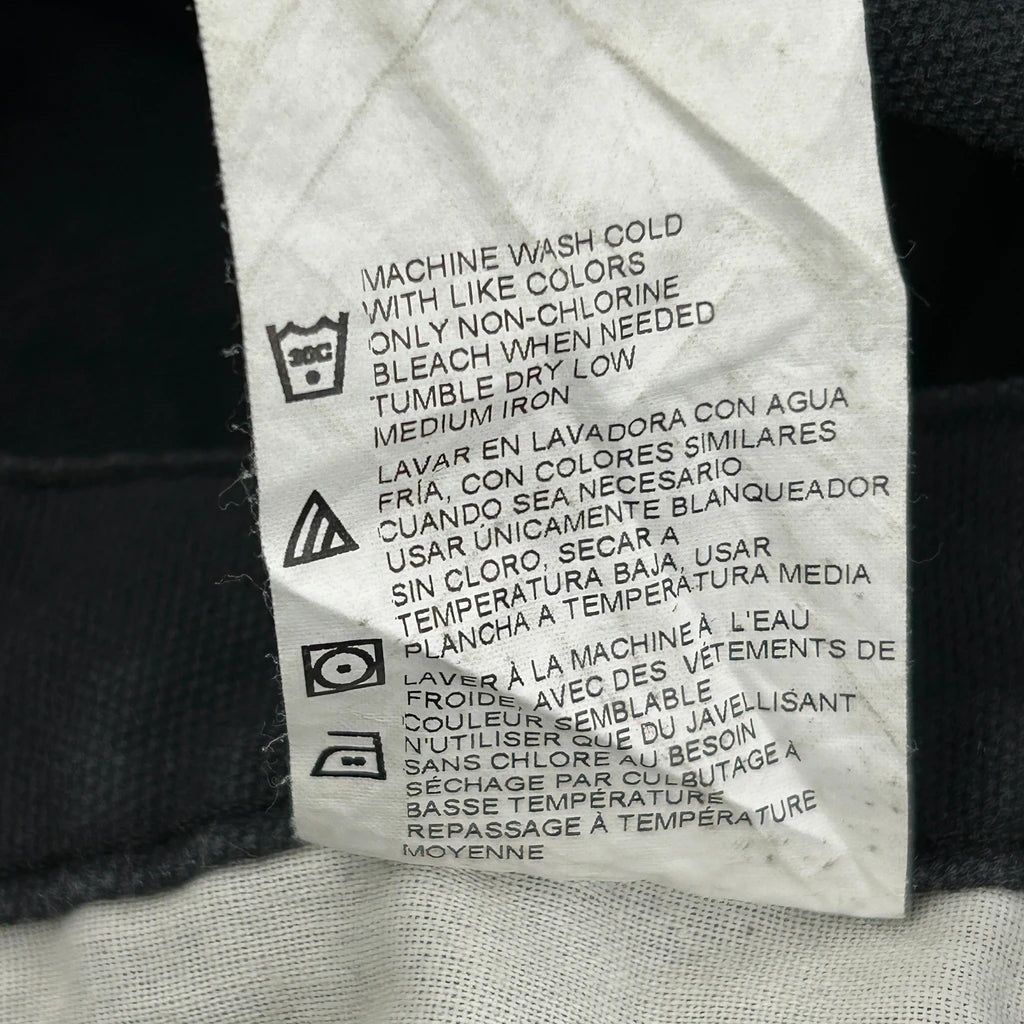 MACHINE WASH COLD
WITH LIKE COLORS
ONLY NON-CHLORINE
BLEACH WHEN NEEDED
TUMBLE DRY LOW
MEDIUM IRON
30C
LAVAR EN LAVADORA CON AGUA
FRÍA, CON COLORES SIMILARES
CUANDO SEA NECESARIO
USAR ÚNICAMENTE BLANQUEADOR
SIN CLORO, SECAR A
TEMPERATURA BAJA, USAR
PLANCHA A TEMPERATURA MEDIA
LAVER À LA MACHINE À L'EAU
FROIDE, AVEC DES VÉTEMENTS DE
COULEUR SEMBLABLE
N'UTILISER QUE DU JAVELLISANT
SANS CHLORE AU BESOIN
SÉCHAGE PAR CULBUTAGE À
BASSE TEMPÉRATURE
REPASSAGE À TEMPÉRATURE
MOYENNE